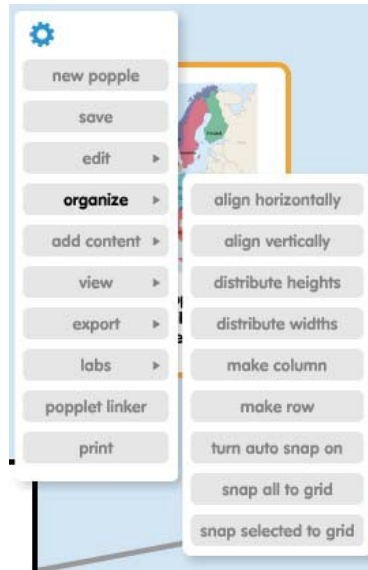 new popple
save
edit
organize
add content
view
export
labs
popplet linker
print
align horizontally
align vertically
distribute heights
distribute widths
make column
make row
turn auto snap on
snap all to grid
snap selected to grid